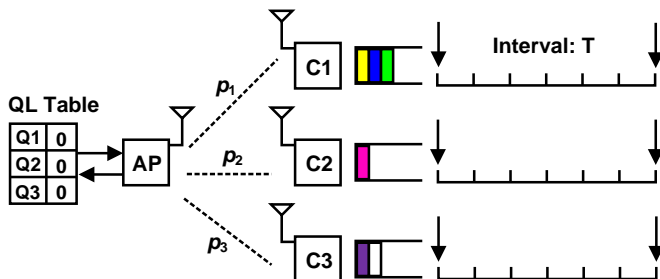 C1
Interval: T
p1
QL Table
Q1 0
Q2 0
Q3 0
AP
p2
C2
p3
C3